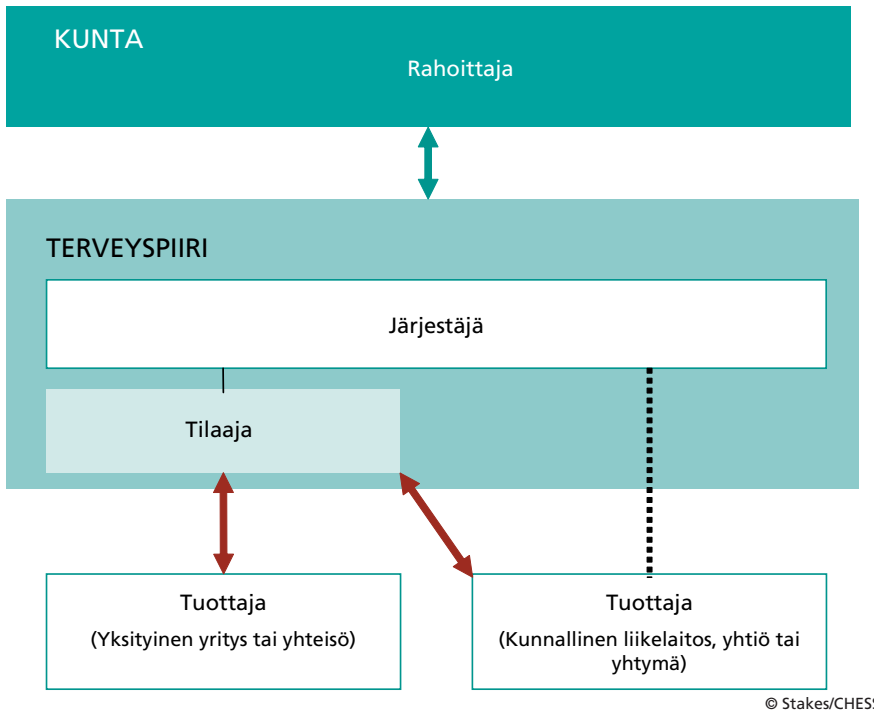 KUNTA
Rahoittaja
TERVEYSPIIRI
Järjestäjä
Tilaaja
Tuottaja
(Yksityinen yritys tai yhteisö)
Tuottaja
(Kunnallinen liikelaitos, yhtiö tai
yhtymä)
© Stakes/CHESS